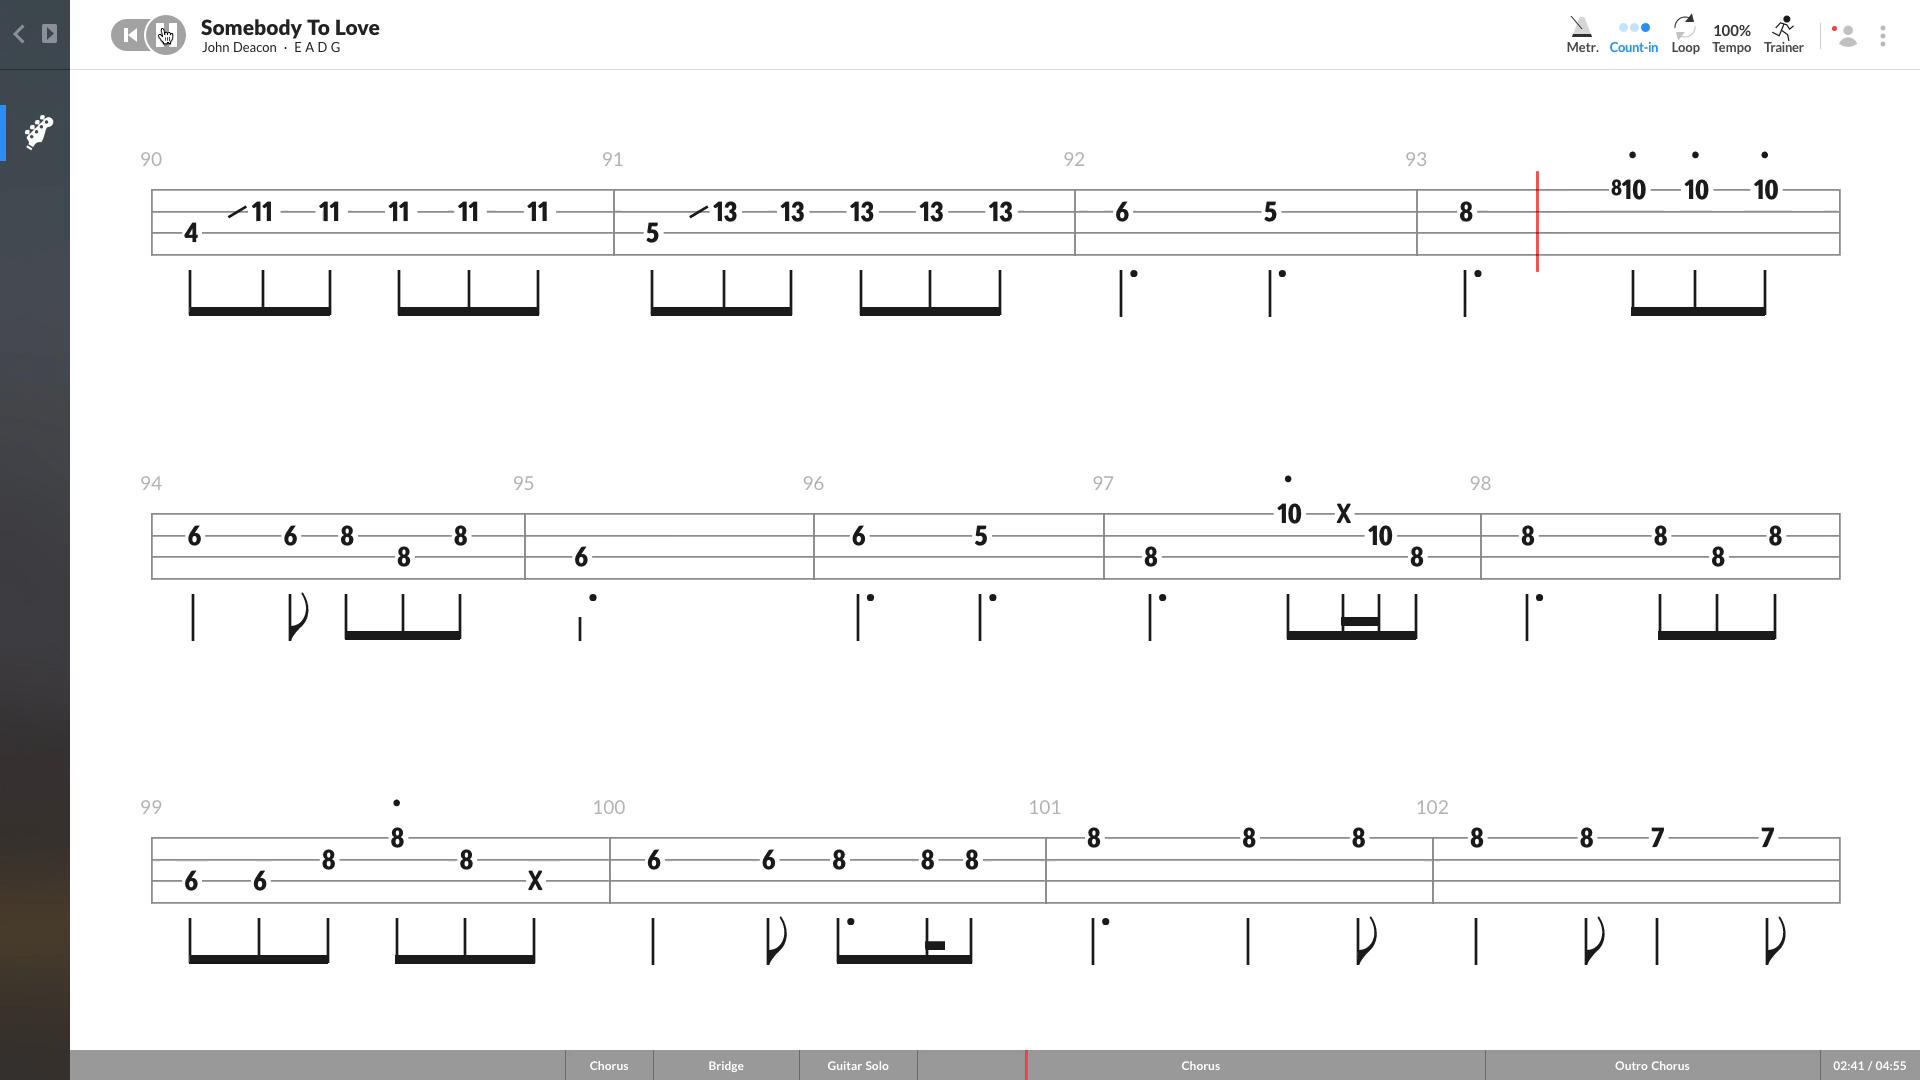 Somebody To Love
John Deacon · E A D G
Metr.
Count-in
Loop
100%
Tempo
Trainer
90 91 92 93
810 10 10
11 11 11 11 11 13 13 13 13 13 6 5 8
4 5
94 95 96 97 98
10 X
6 6 8 8 6 5 10 8 8 8
8 6 8 8 8
99 100 101 102
8 8 8 8 8 8 7 7
8 8 6 6 8 8 8
6 6 X
Chorus Bridge Guitar Solo Chorus Outro Chorus 02:41 / 04:55